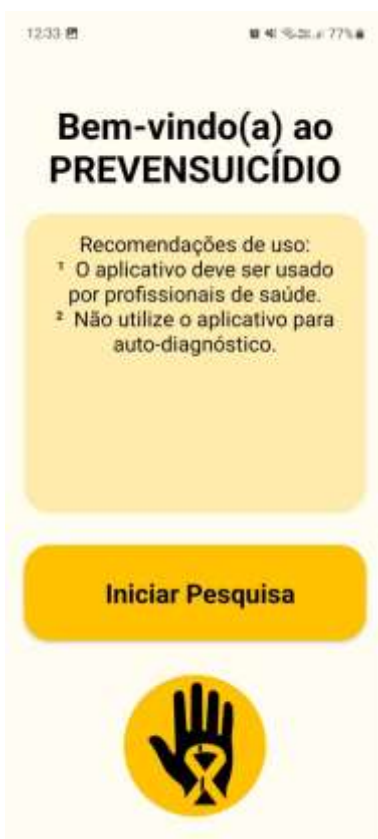 12:33
77%
Bem-vindo(a) ao
PREVENSUICÍDIO
Recomendações de uso:
¹ O aplicativo deve ser usado
por profissionais de saúde.
² Não utilize o aplicativo para
auto-diagnóstico.
Iniciar Pesquisa